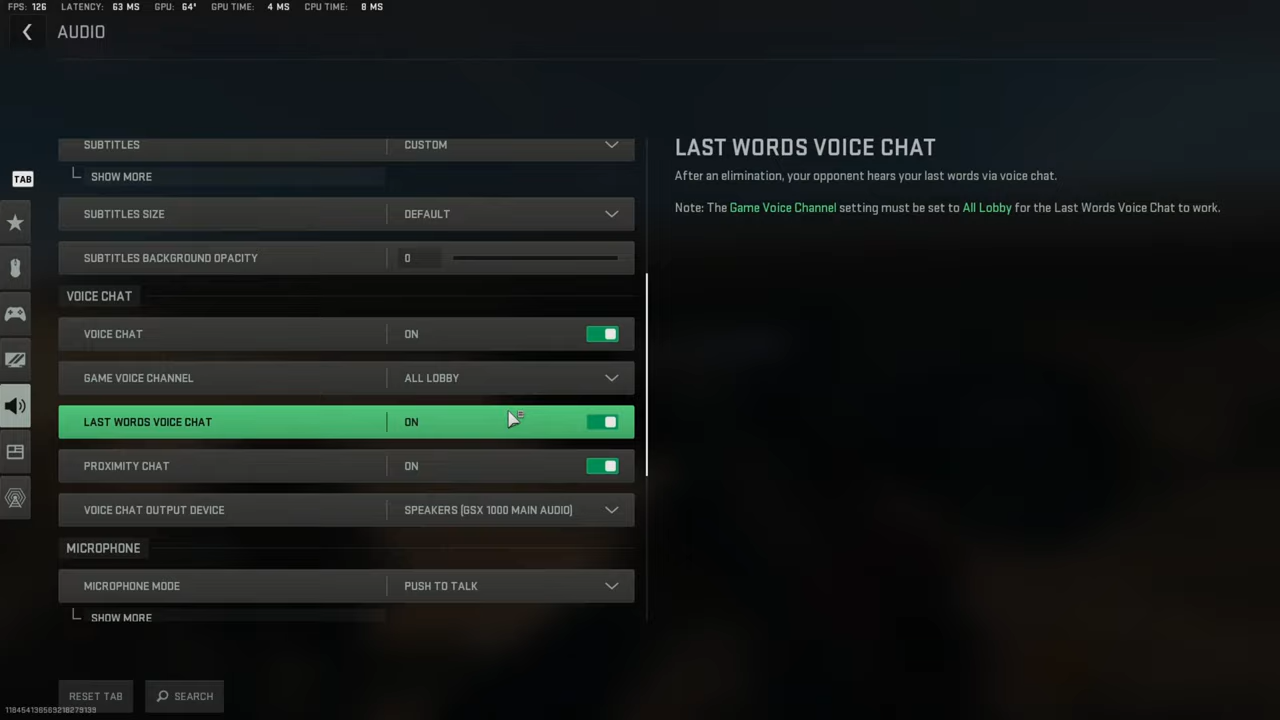 FPS: 126 LATENCY: 63 MS GPU: 64° GPU TIME: 4 MS CPU TIME: 8 MS
AUDIO
SUBTITLES CUSTOM
SHOW MORE
TAB
SUBTITLES SIZE DEFAULT
SUBTITLES BACKGROUND OPACITY 0
VOICE CHAT
VOICE CHAT ON
GAME VOICE CHANNEL ALL LOBBY
LAST WORDS VOICE CHAT ON
PROXIMITY CHAT ON
VOICE CHAT OUTPUT DEVICE SPEAKERS (GSX 1000 MAIN AUDIO)
MICROPHONE
MICROPHONE MODE PUSH TO TALK
SHOW MORE
RESET TAB SEARCH
LAST WORDS VOICE CHAT
After an elimination, your opponent hears your last words via voice chat.
Note: The Game Voice Channel setting must be set to All Lobby for the Last Words Voice Chat to work.